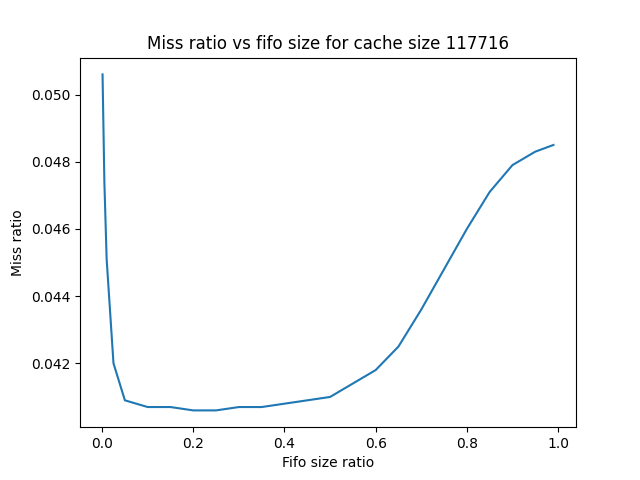 Miss ratio vs fifo size for cache size 117716
0.050
0.048
0.046
0.044
0.042
Miss ratio
0.0 0.2 0.4 0.6 0.8 1.0
Fifo size ratio